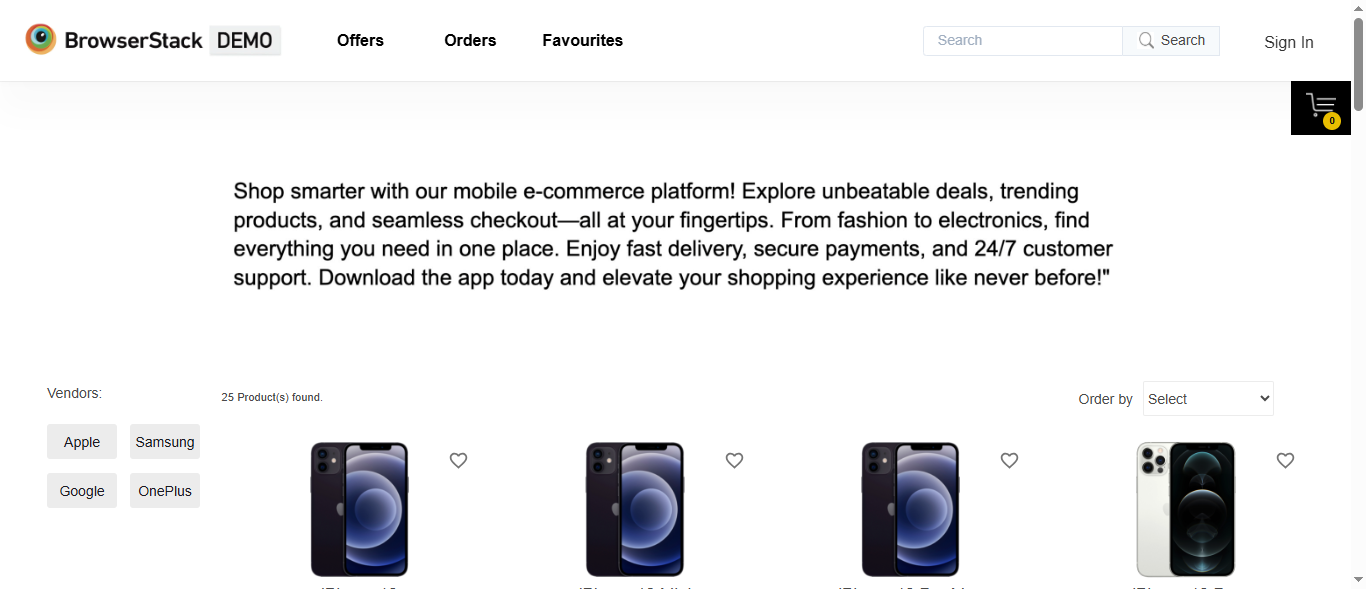 BrowserStack DEMO
Offers
Orders
Favourites
Search
Search
Sign In
0
Shop smarter with our mobile e-commerce platform! Explore unbeatable deals, trending
products, and seamless checkout—all at your fingertips. From fashion to electronics, find
everything you need in one place. Enjoy fast delivery, secure payments, and 24/7 customer
support. Download the app today and elevate your shopping experience like never before!"
Vendors:
25 Product(s) found.
Order by
Select
Apple
Samsung
Google
OnePlus